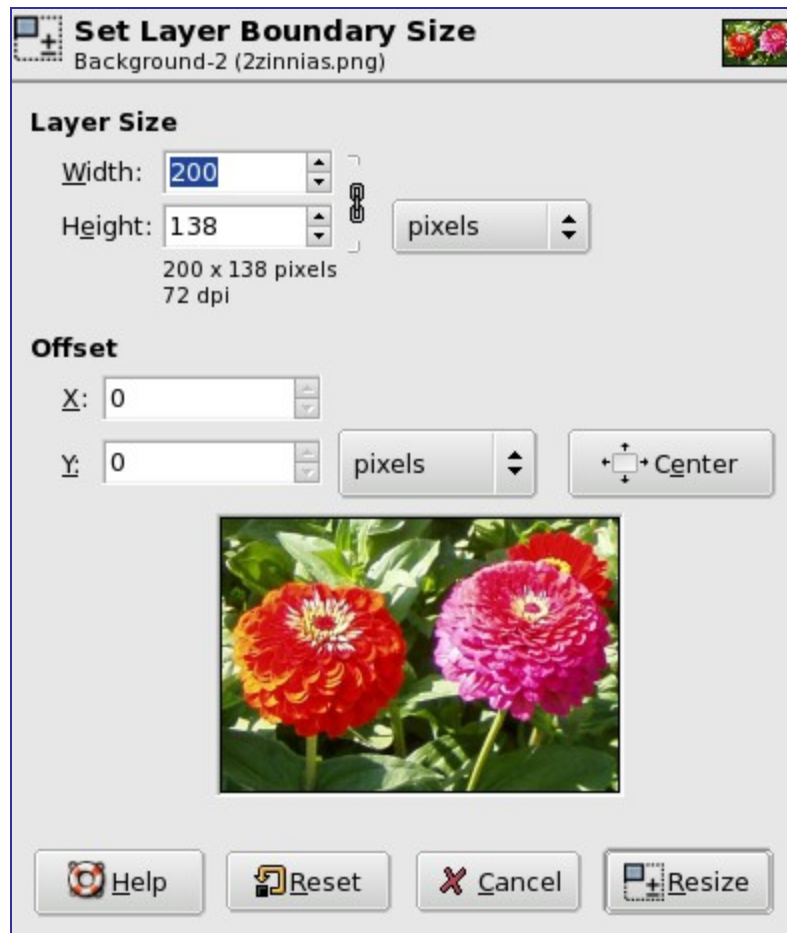 Set Layer Boundary Size
Background-2 (2zinnias.png)
Layer Size
Width: 200
Height: 138 pixels
200 x 138 pixels
72 dpi
Offset
X: 0
Y: 0 pixels Center
Help Reset Cancel Resize